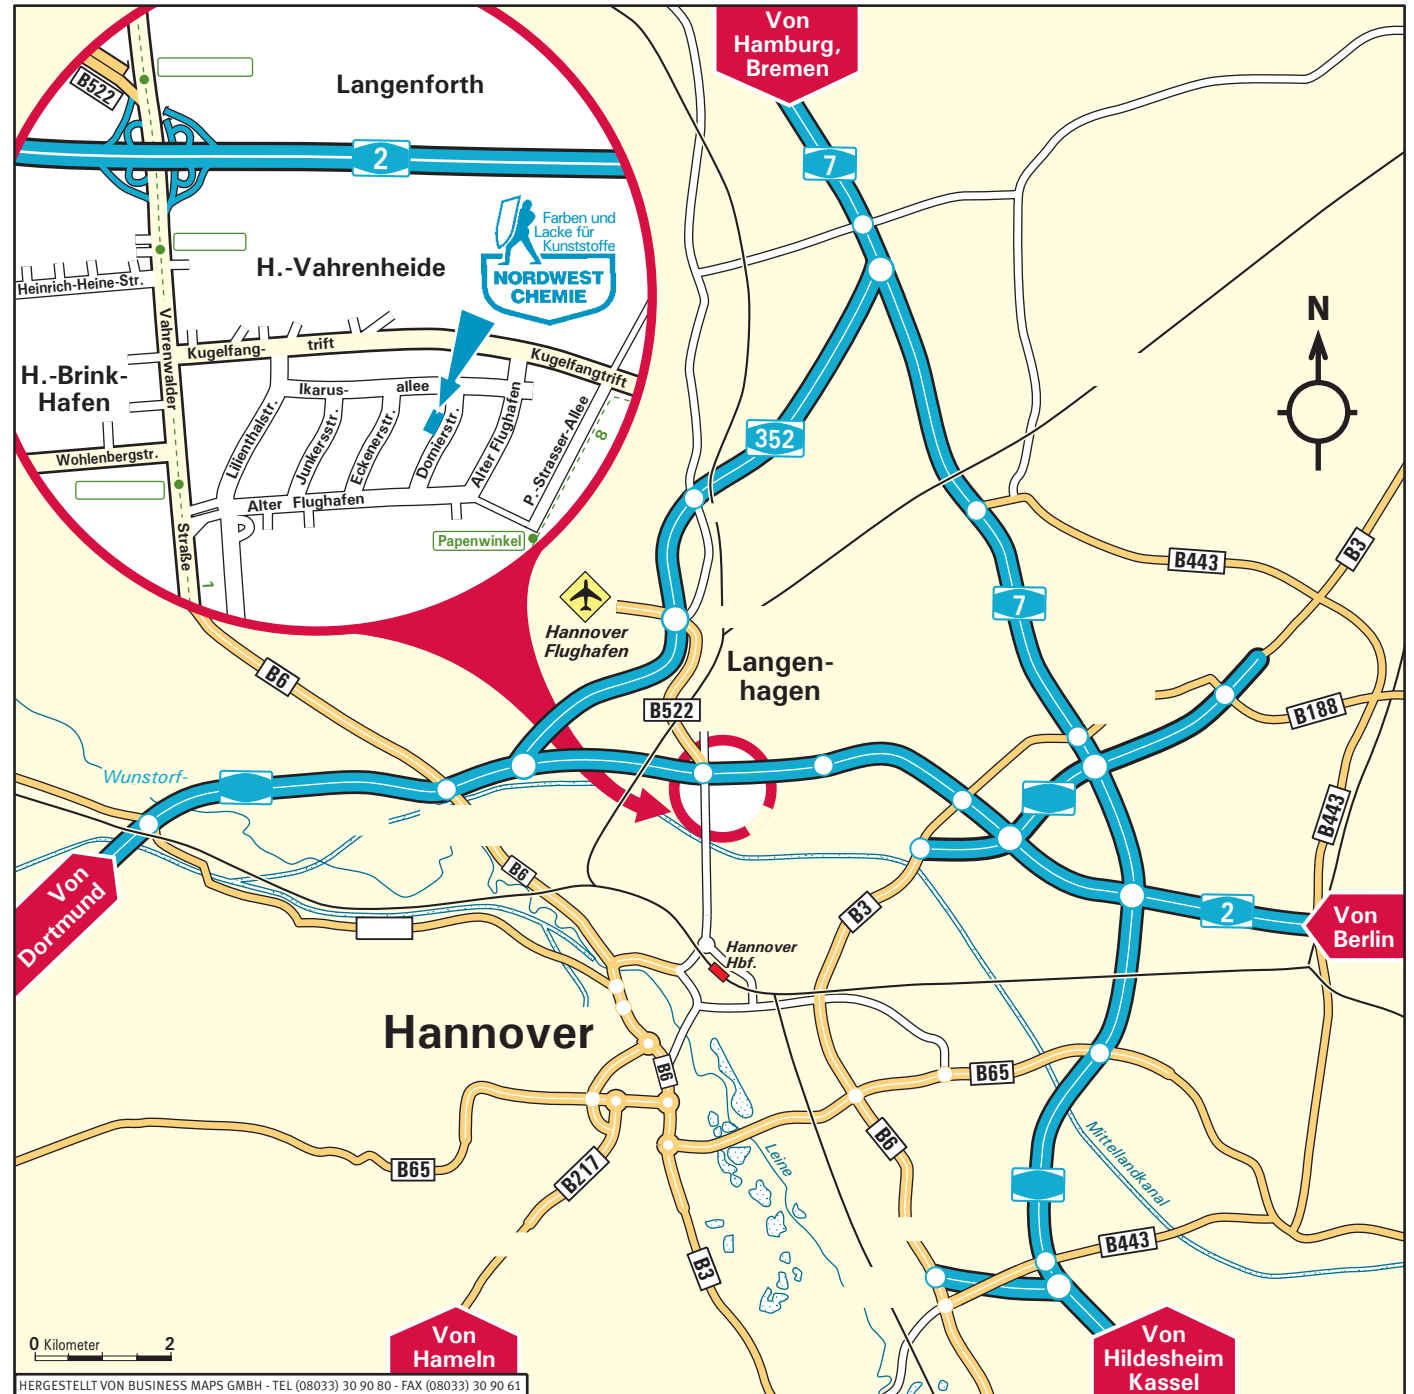 Von
Hamburg,
Bremen
Langenforth
B522
2
7
Farben und
Lacke für
Kunststoffe
NORDWEST
CHEMIE
H.-Vahrenheide
Heinrich-Heine-Str.
Vahrenwalder
Straße
Kugelfang-
trift
Kugelfangtrift
H.-Brink-
Hafen
Ikarus-
allee
Lilienthalstr.
Junkersstr.
Eckenerstr.
Dornierstr.
Alter Flughafen
P.-Strasser-Allee
8
Wohlenbergstr.
Alter Flughafen
Papenwinkel
1
N
352
B3
B443
7
Hannover
Flughafen
Langen-
hagen
B6
B522
B188
Wunstorf-
B443
Von
Dortmund
B6
B3
2
Von
Berlin
Hannover
Hbf.
Hannover
B6
B65
B65
B217
B6
Leine
Mittellandkanal
B3
B443
Von
Hameln
Von
Hildesheim
Kassel
0 Kilometer 2
HERGESTELLT VON BUSINESS MAPS GMBH - TEL (08033) 30 90 80 - FAX (08033) 30 90 61